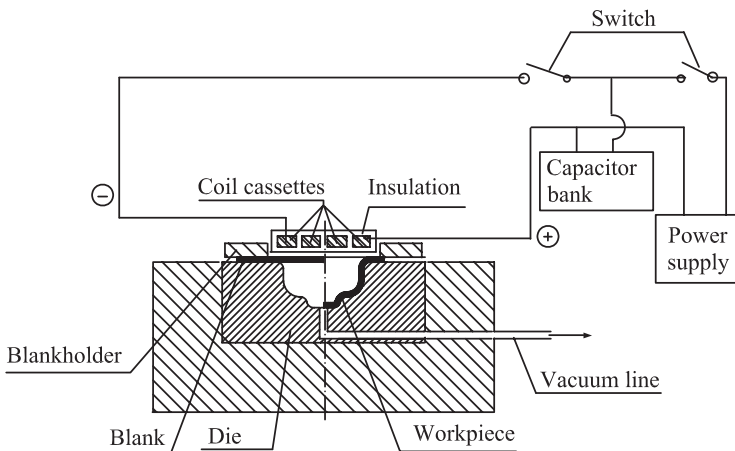 Switch
Capacitor
bank
Coil cassettes
Insulation
−
+
Power
supply
Blankholder
Vacuum line
Blank
Die
Workpiece